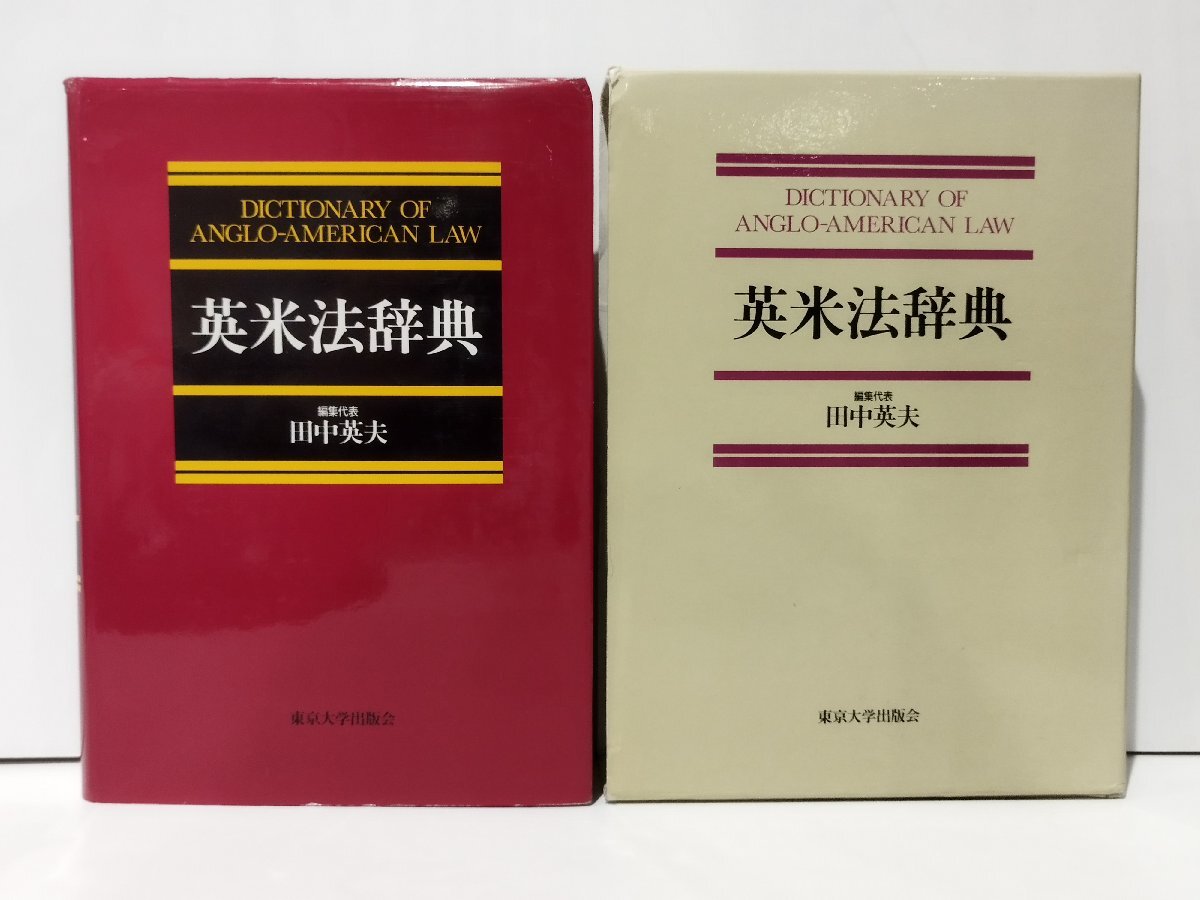 DICTIONARY OF
ANGLO-AMERICAN LAW
英米法辞典
編集代表
田中英夫
東京大学出版会
DICTIONARY OF
ANGLO-AMERICAN LAW
英米法辞典
編集代表
田中英夫
東京大学出版会